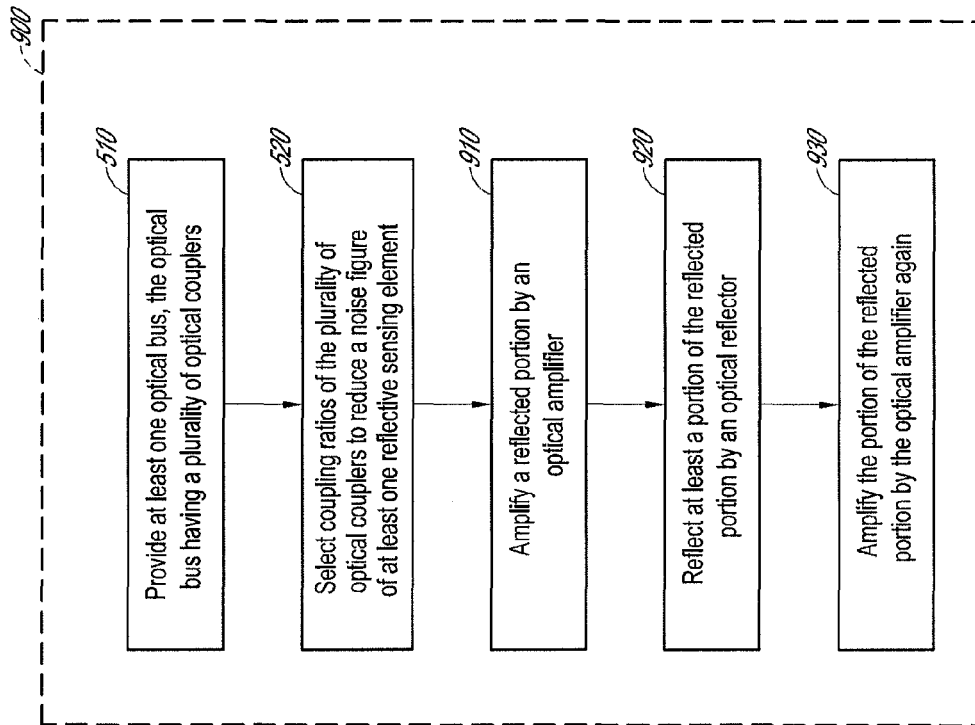 900
510
Provide at least one optical bus, the optical
bus having a plurality of optical couplers
520
Select coupling ratios of the plurality of
optical couplers to reduce a noise figure
of at least one reflective sensing element
910
Amplify a reflected portion by an
optical amplifier
920
Reflect at least a portion of the reflected
portion by an optical reflector
930
Amplify the portion of the reflected
portion by the optical amplifier again